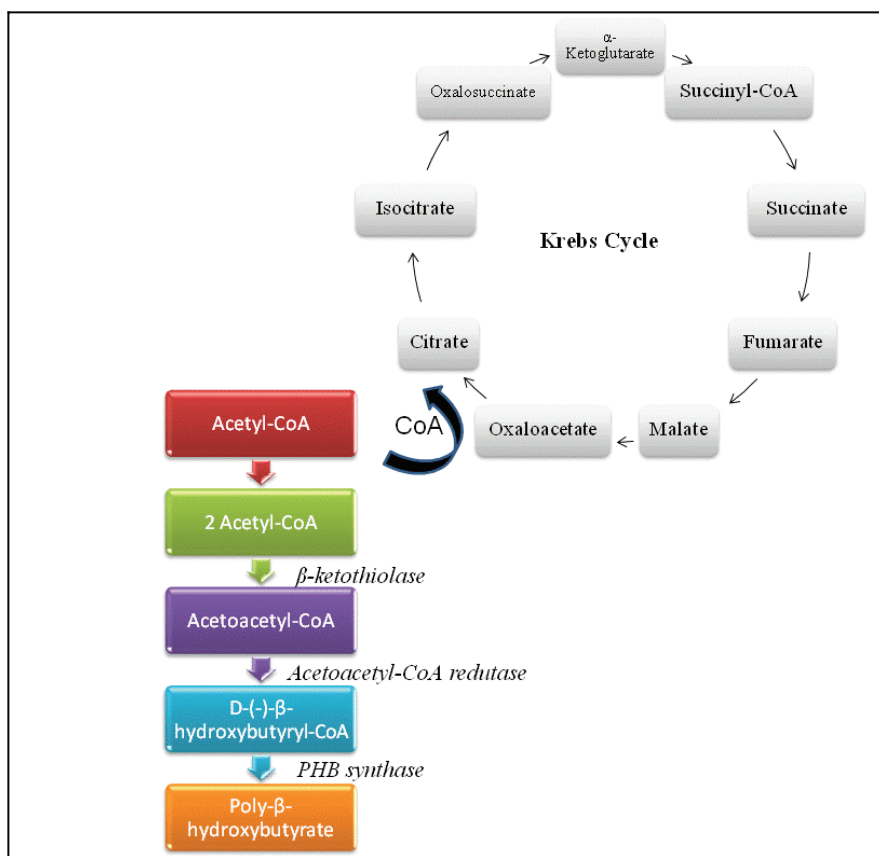 α-
Ketoglutarate
Oxalosuccinate
Succinyl-CoA
Isocitrate
Succinate
Krebs Cycle
Citrate
Fumarate
Acetyl-CoA
CoA
Oxaloacetate
Malate
2 Acetyl-CoA
β-ketothiolase
Acetoacetyl-CoA
Acetoacetyl-CoA redutase
D-(-)-β-
hydroxybutyryl-CoA
PHB synthase
Poly-β-
hydroxybutyrate